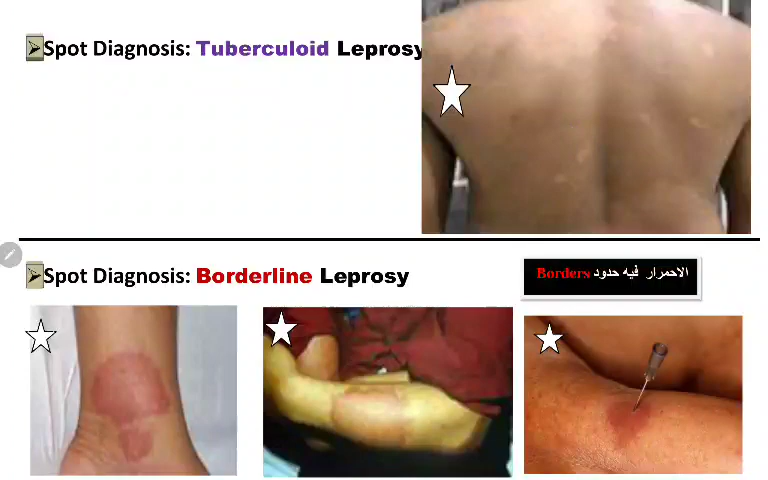 Spot Diagnosis: Tuberculoid Leprosy
Spot Diagnosis: Borderline Leprosy
الاحمرار فيه حدود Borders